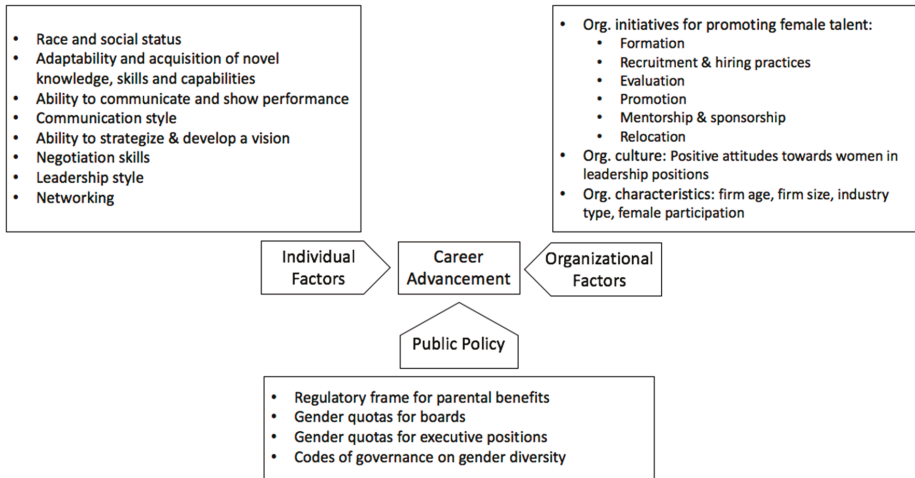 • Race and social status
• Adaptability and acquisition of novel
knowledge, skills and capabilities
• Ability to communicate and show performance
• Communication style
• Ability to strategize & develop a vision
• Negotiation skills
• Leadership style
• Networking
• Org. initiatives for promoting female talent:
• Formation
• Recruitment & hiring practices
• Evaluation
• Promotion
• Mentorship & sponsorship
• Relocation
• Org. culture: Positive attitudes towards women in
leadership positions
• Org. characteristics: firm age, firm size, industry
type, female participation
Individual
Factors
Career
Advancement
Organizational
Factors
Public Policy
• Regulatory frame for parental benefits
• Gender quotas for boards
• Gender quotas for executive positions
• Codes of governance on gender diversity